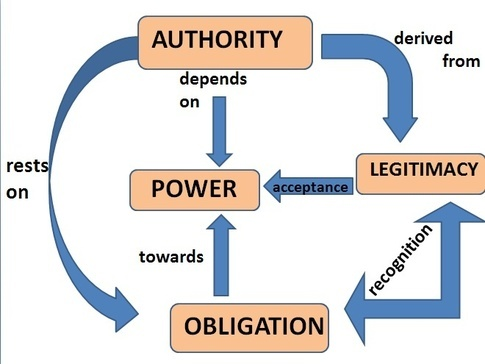 AUTHORITY
derived
from
depends
on
rests
on
LEGITIMACY
POWER
acceptance
towards
recognition
OBLIGATION